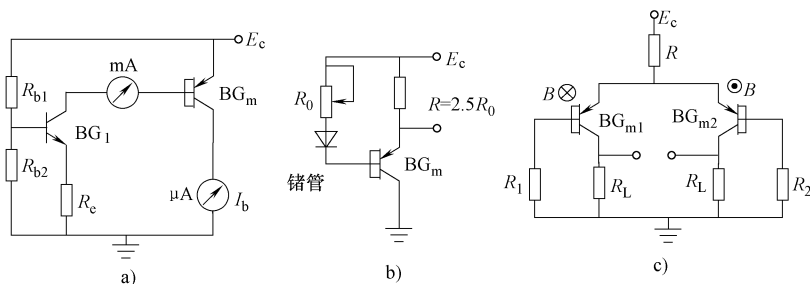 E_c
mA
R_b1
BG_m
BG_1
R_b2
R_e
μA
I_b
a)
E_c
R_0
R=2.5R_0
BG_m
锗管
b)
E_c
R
B
B
BG_m1
BG_m2
R_1
R_L
R_L
R_2
c)